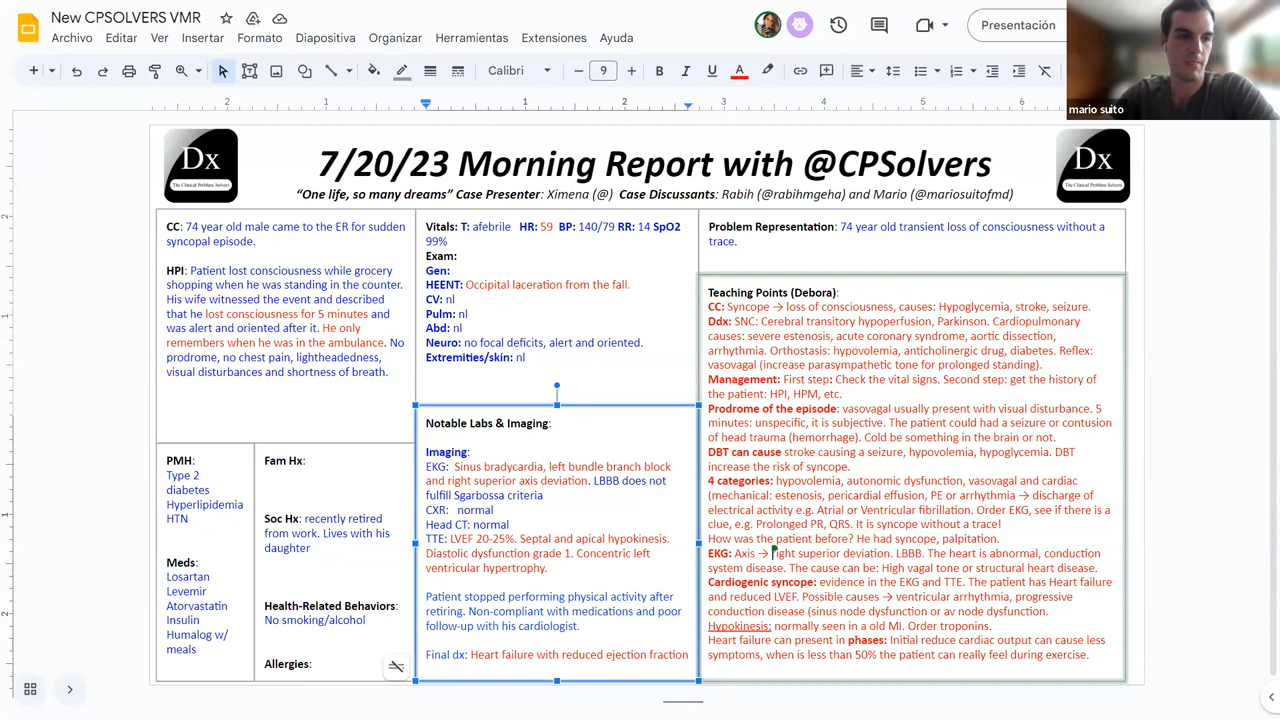 New CPSOLVERS VMR
Archivo Editar Ver Insertar Formato Diapositiva Organizar Herramientas Extensiones Ayuda
Presentación
Calibri
9
mario suito
2 1 1 2 3 4 5 6
2
1
1
2
3
Dx
The Clinical Problem Solvers
7/20/23 Morning Report with @CPSolvers
"One life, so many dreams" Case Presenter: Ximena (@) Case Discussants: Rabih (@rabihmgeha) and Mario (@mariosuitofmd)
Dx
The Clinical Problem Solvers
CC: 74 year old male came to the ER for sudden
syncopal episode.
HPI: Patient lost consciousness while grocery
shopping when he was standing in the counter.
His wife witnessed the event and described
that he lost consciousness for 5 minutes and
was alert and oriented after it. He only
remembers when he was in the ambulance. No
prodrome, no chest pain, lightheadedness,
visual disturbances and shortness of breath.
PMH:
Type 2
diabetes
Hyperlipidemia
HTN
Meds:
Losartan
Levemir
Atorvastatin
Insulin
Humalog w/
meals
Fam Hx:
Soc Hx: recently retired
from work. Lives with his
daughter
Health-Related Behaviors:
No smoking/alcohol
Allergies:
Vitals: T: afebrile HR: 59 BP: 140/79 RR: 14 SpO2
99%
Exam:
Gen:
HEENT: Occipital laceration from the fall.
CV: nl
Pulm: nl
Abd: nl
Neuro: no focal deficits, alert and oriented.
Extremities/skin: nl
Notable Labs & Imaging:
Imaging:
EKG: Sinus bradycardia, left bundle branch block
and right superior axis deviation. LBBB does not
fulfill Sgarbossa criteria
CXR: normal
Head CT: normal
TTE: LVEF 20-25%. Septal and apical hypokinesis.
Diastolic dysfunction grade 1. Concentric left
ventricular hypertrophy.
Patient stopped performing physical activity after
retiring. Non-compliant with medications and poor
follow-up with his cardiologist.
Final dx: Heart failure with reduced ejection fraction
Problem Representation: 74 year old transient loss of consciousness without a
trace.
Teaching Points (Debora):
CC: Syncope → loss of consciousness, causes: Hypoglycemia, stroke, seizure.
Ddx: SNC: Cerebral transitory hypoperfusion, Parkinson. Cardiopulmonary
causes: severe estenosis, acute coronary syndrome, aortic dissection,
arrhythmia. Orthostasis: hypovolemia, anticholinergic drug, diabetes. Reflex:
vasovagal (increase parasympathetic tone for prolonged standing).
Management: First step: Check the vital signs. Second step: get the history of
the patient: HPI, HPM, etc.
Prodrome of the episode: vasovagal usually present with visual disturbance. 5
minutes: unspecific, it is subjective. The patient could had a seizure or contusion
of head trauma (hemorrhage). Cold be something in the brain or not.
DBT can cause stroke causing a seizure, hypovolemia, hypoglycemia. DBT
increase the risk of syncope.
4 categories: hypovolemia, autonomic dysfunction, vasovagal and cardiac
(mechanical: estenosis, pericardial effusion, PE or arrhythmia → discharge of
electrical activity e.g. Atrial or Ventricular fibrillation. Order EKG, see if there is a
clue, e.g. Prolonged PR, QRS. It is syncope without a trace!
How was the patient before? He had syncope, palpitation.
EKG: Axis → right superior deviation. LBBB. The heart is abnormal, conduction
system disease. The cause can be: High vagal tone or structural heart disease.
Cardiogenic syncope: evidence in the EKG and TTE. The patient has Heart failure
and reduced LVEF. Possible causes → ventricular arrhythmia, progressive
conduction disease (sinus node dysfunction or av node dysfunction.
Hypokinesis: normally seen in a old MI. Order troponins.
Heart failure can present in phases: Initial reduce cardiac output can cause less
symptoms, when is less than 50% the patient can really feel during exercise.